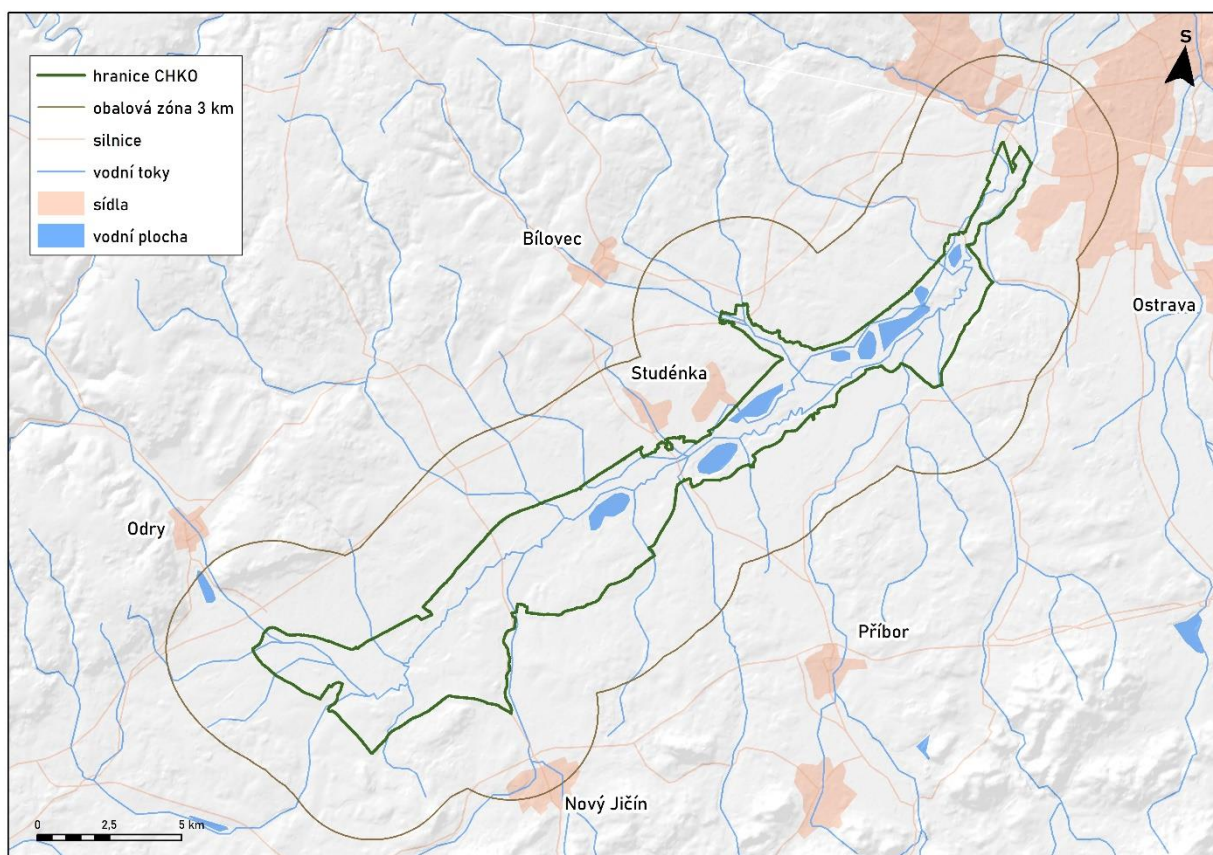 hranice CHKO
obalová zóna 3 km
silnice
vodní toky
sídla
vodní plocha
S
Bílovec
Ostrava
Studénka
Odry
Příbor
Nový Jičín
0 2,5 5 km